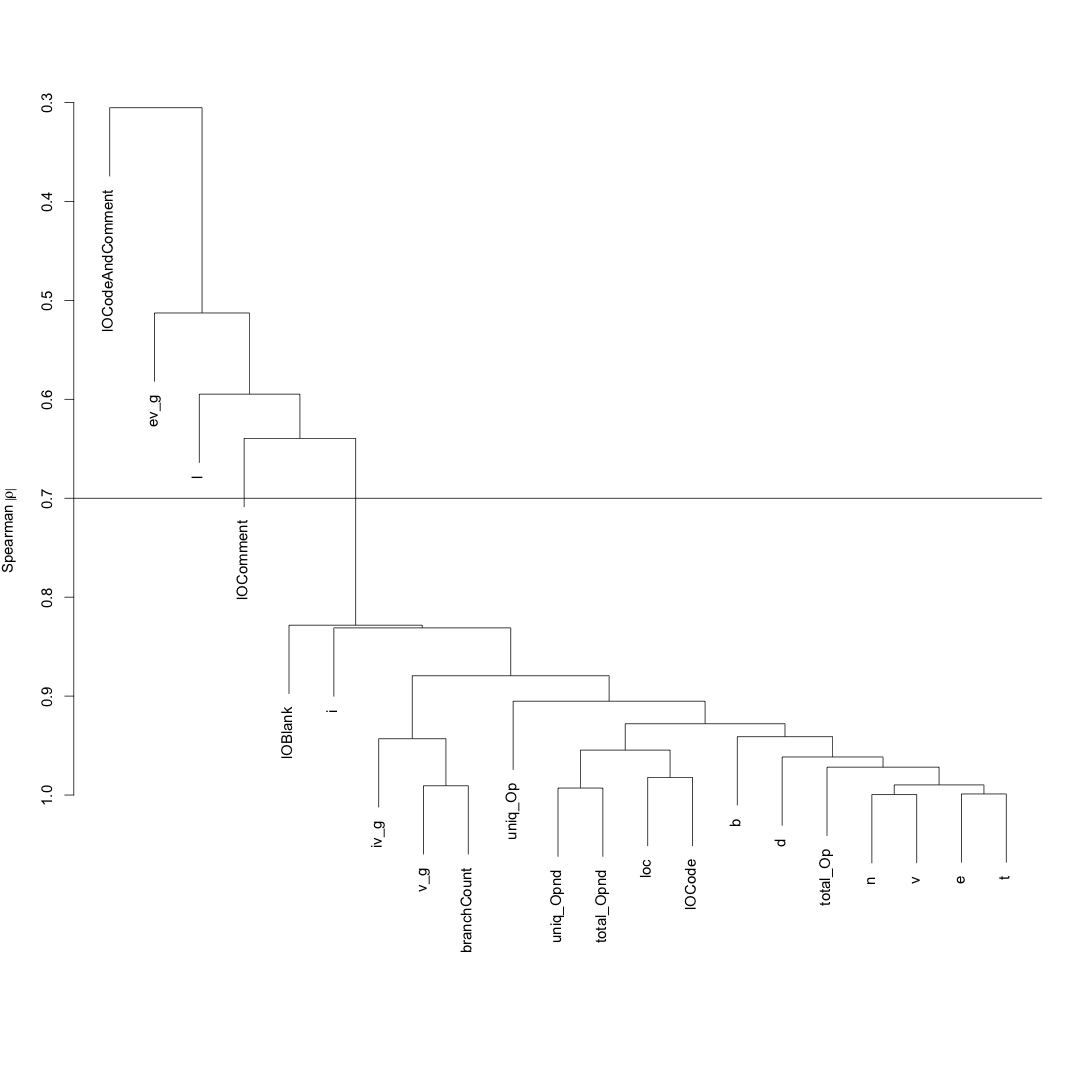 Spearman |ρ|
0.3
0.4
0.5
0.6
0.7
0.8
0.9
1.0
lOCodeAndComment
ev_g
l
lOComment
lOBlank
i
iv_g
v_g
branchCount
uniq_Op
uniq_Opnd
total_Opnd
loc
lOCode
b
d
total_Op
n
v
e
t